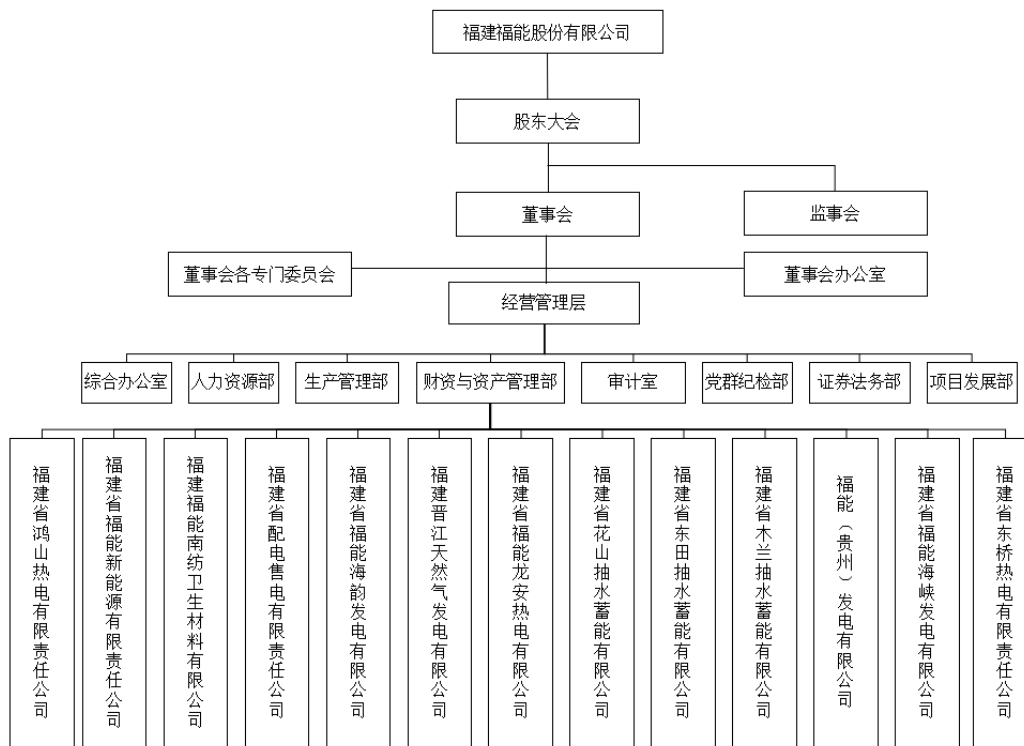 福建福能股份有限公司
股东大会
董事会
监事会
董事会各专门委员会
董事会办公室
经营管理层
综合办公室
人力资源部
生产管理部
财资与资产管理部
审计室
党群纪检部
证券法务部
项目发展部
福建省鸿山热电有限责任公司
福建省福能新能源有限责任公司
福建福能南纺卫生材料有限公司
福建省配电售电有限责任公司
福建省福能海韵发电有限公司
福建晋江天然气发电有限公司
福建省福能龙安热电有限公司
福建省花山抽水蓄能有限公司
福建省东田抽水蓄能有限公司
福建省木兰抽水蓄能有限公司
福能（贵州）发电有限公司
福建省福能海峡发电有限公司
福建省东桥热电有限责任公司